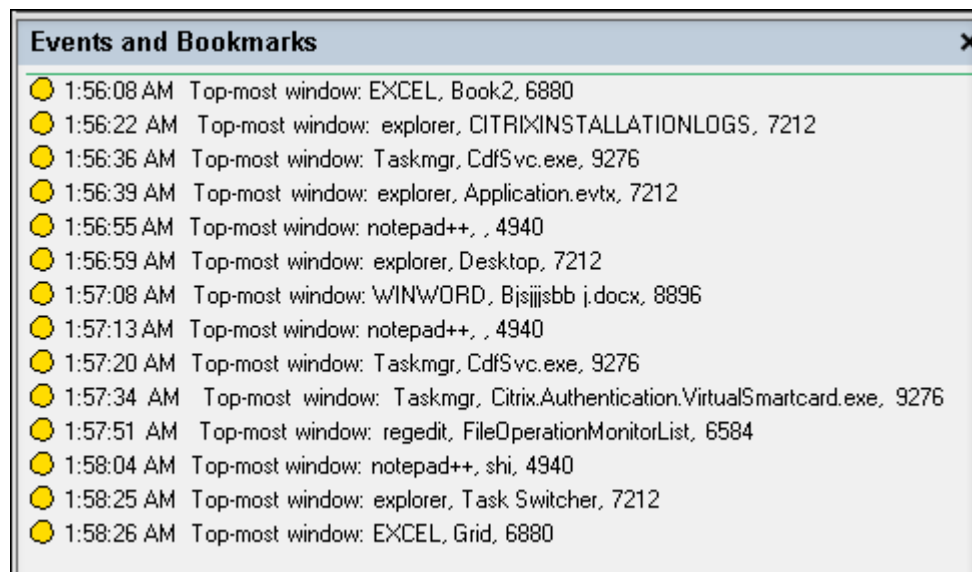 Events and Bookmarks
1:56:08 AM Top-most window: EXCEL, Book2, 6880
1:56:22 AM Top-most window: explorer, CITRIXINSTALLATIONLOGS, 7212
1:56:36 AM Top-most window: Taskmgr, CdfSvc.exe, 9276
1:56:39 AM Top-most window: explorer, Application.evtx, 7212
1:56:55 AM Top-most window: notepad++, , 4940
1:56:59 AM Top-most window: explorer, Desktop, 7212
1:57:08 AM Top-most window: WINWORD, Bjsjjjsbb j.docx, 8896
1:57:13 AM Top-most window: notepad++, , 4940
1:57:20 AM Top-most window: Taskmgr, CdfSvc.exe, 9276
1:57:34 AM Top-most window: Taskmgr, Citrix.Authentication.VirtualSmartcard.exe, 9276
1:57:51 AM Top-most window: regedit, FileOperationMonitorList, 6584
1:58:04 AM Top-most window: notepad++, shi, 4940
1:58:25 AM Top-most window: explorer, Task Switcher, 7212
1:58:26 AM Top-most window: EXCEL, Grid, 6880